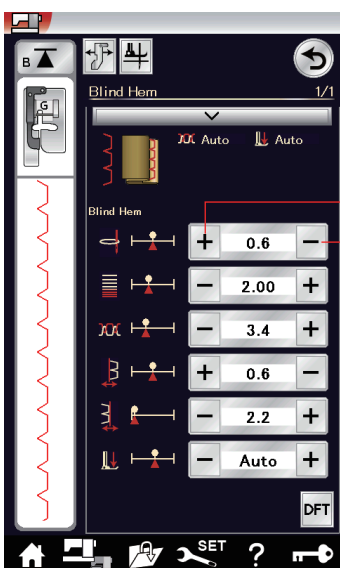 B
G
Blind Hem 1/1
Auto Auto
Blind Hem
+ 0.6 −
− 2.00 +
− 3.4 +
+ 0.6 −
− 2.2 +
− Auto +
DFT
SET ?